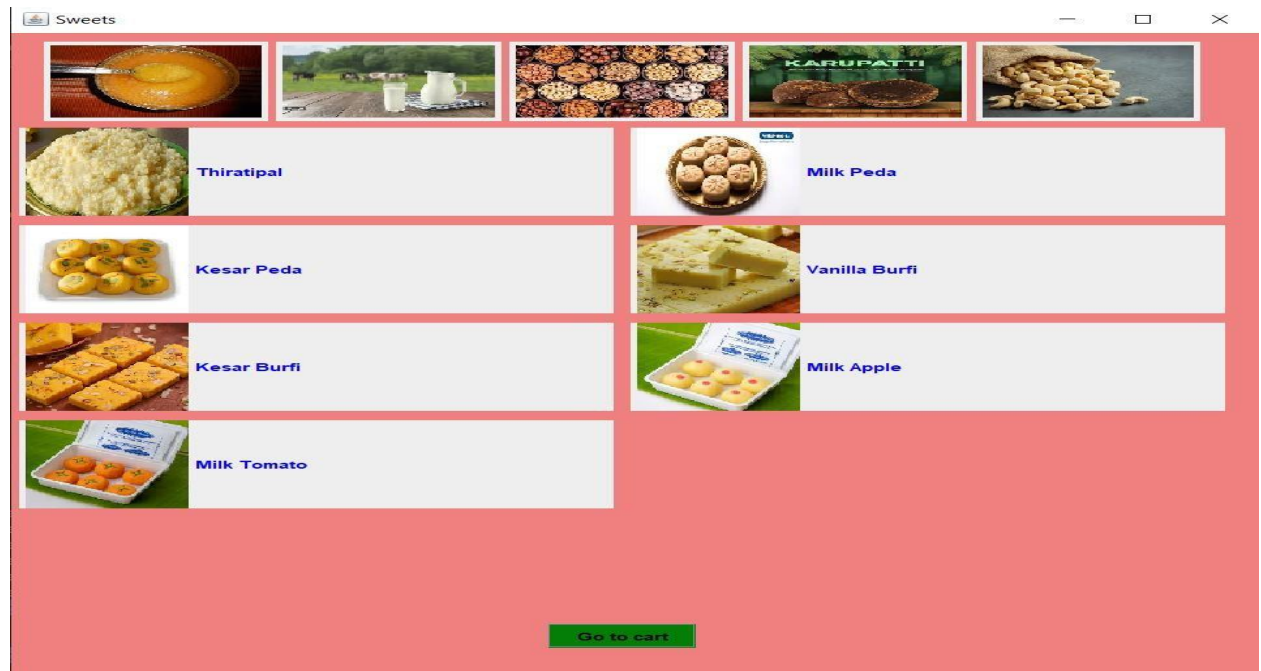 Sweets
KARUPATTI
Thiratipal
Milk Peda
Kesar Peda
Vanilla Burfi
Kesar Burfi
Milk Apple
Milk Tomato
Go to cart